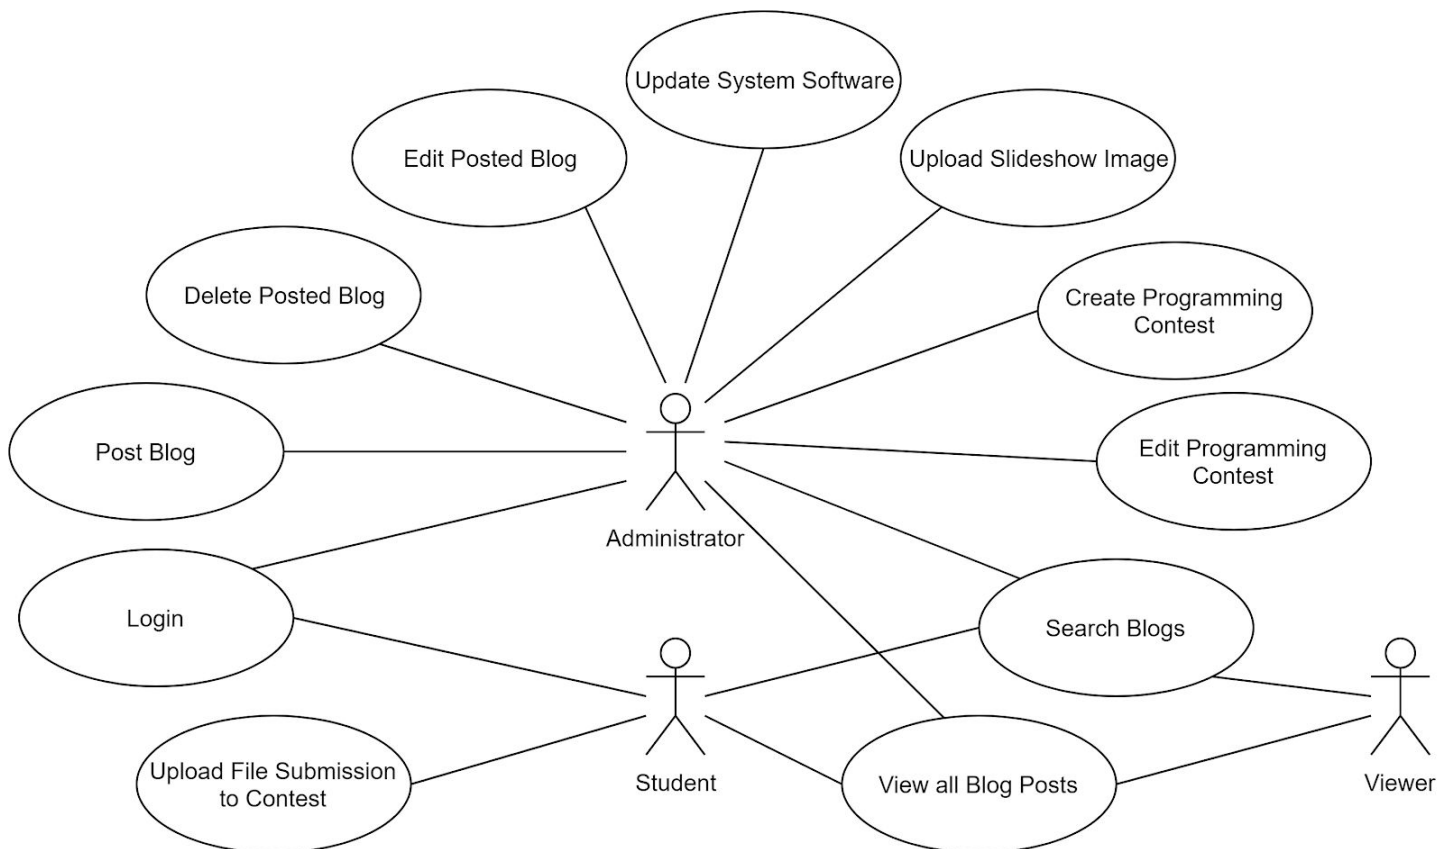 Update System Software
Edit Posted Blog
Upload Slideshow Image
Delete Posted Blog
Create Programming
Contest
Post Blog
Edit Programming
Contest
Administrator
Login
Search Blogs
Upload File Submission
to Contest
Student
View all Blog Posts
Viewer